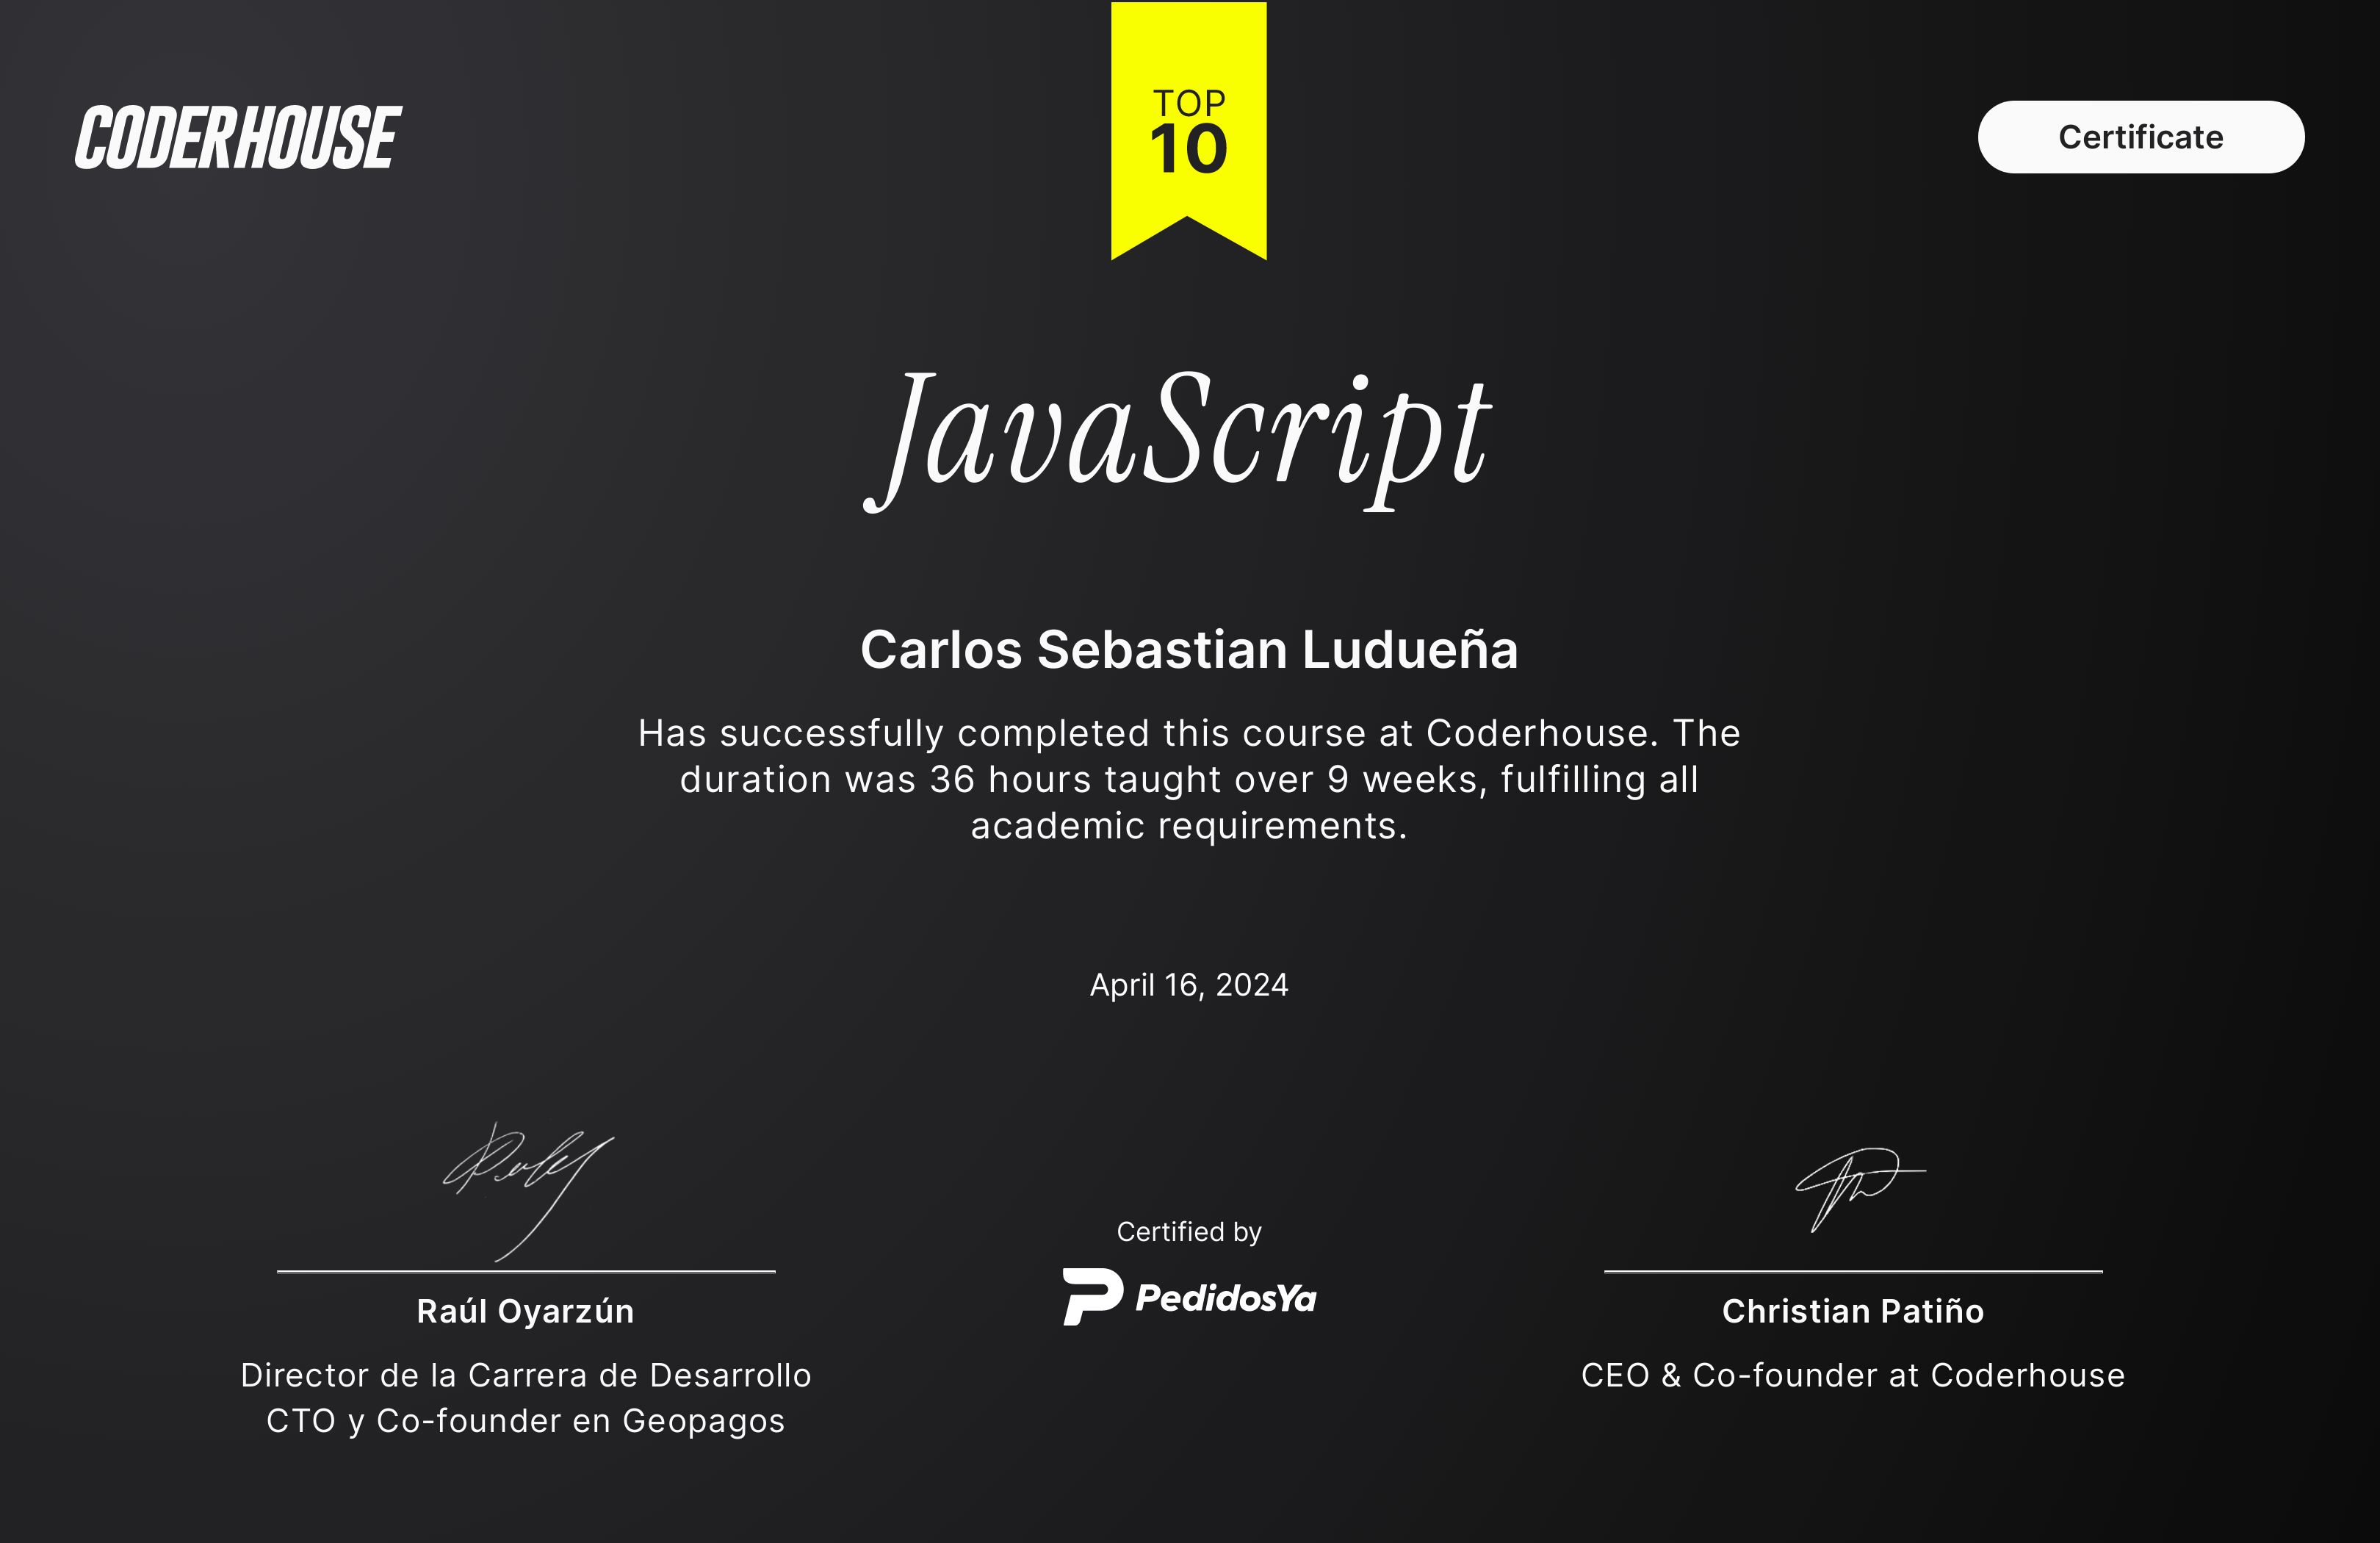 CODERHOUSE
TOP
10
Certificate
JavaScript
Carlos Sebastian Ludueña
Has successfully completed this course at Coderhouse. The
duration was 36 hours taught over 9 weeks, fulfilling all
academic requirements.
April 16, 2024
Raúl Oyarzún
Director de la Carrera de Desarrollo
CTO y Co-founder en Geopagos
Certified by
PedidosYa
Christian Patiño
CEO & Co-founder at Coderhouse